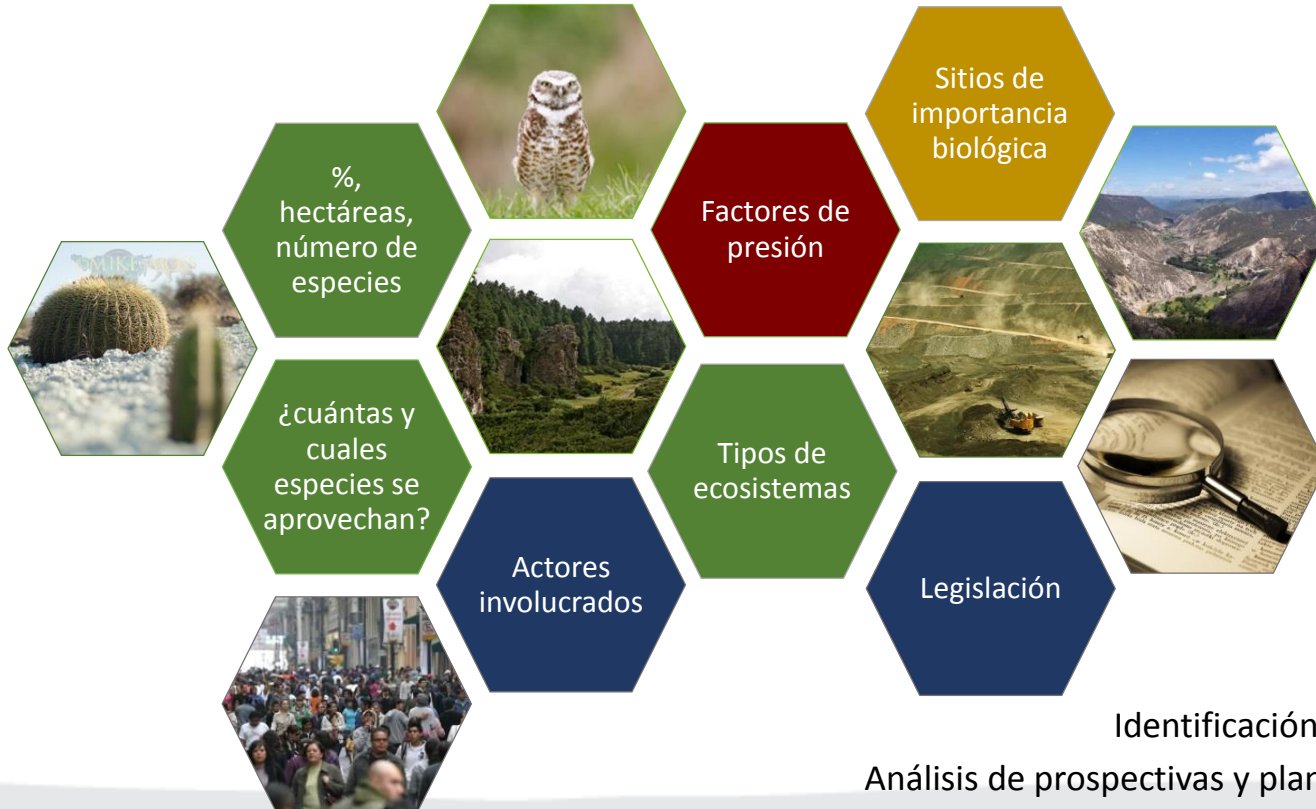 %,
hectáreas,
número de
especies
Factores de
presión
Sitios de
importancia
biológica
¿cuántas y
cuales
especies se
aprovechan?
Tipos de
ecosistemas
Actores
involucrados
Legislación
Identificación
Análisis de prospectivas y plan